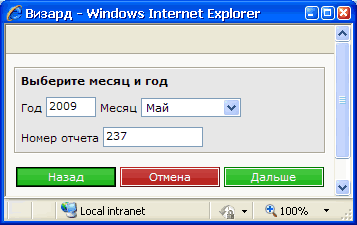 Визард - Windows Internet Explorer
Выберите месяц и год
Год 2009 Месяц Май
Номер отчета 237
Назад Отмена Дальше
Local intranet 100%